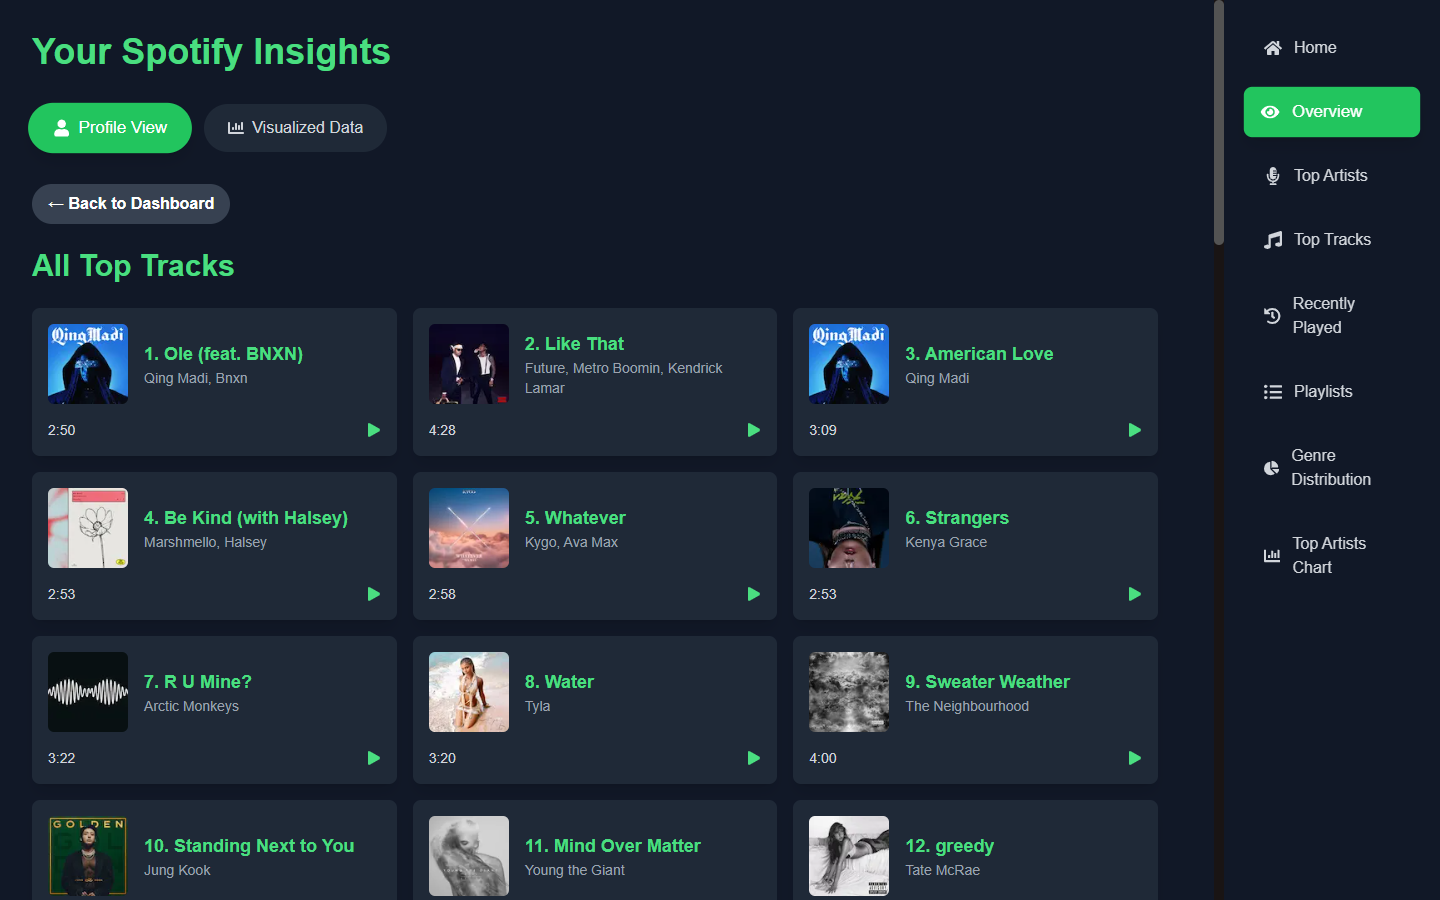 Your Spotify Insights
Profile View
Visualized Data
← Back to Dashboard
All Top Tracks
QingMadi
1. Ole (feat. BNXN)
Qing Madi, Bnxn
2:50
2. Like That
Future, Metro Boomin, Kendrick
Lamar
4:28
QingMadi
3. American Love
Qing Madi
3:09
4. Be Kind (with Halsey)
Marshmello, Halsey
2:53
5. Whatever
Kygo, Ava Max
2:58
6. Strangers
Kenya Grace
2:53
7. R U Mine?
Arctic Monkeys
3:22
8. Water
Tyla
3:20
9. Sweater Weather
The Neighbourhood
4:00
GOLDEN
10. Standing Next to You
Jung Kook
11. Mind Over Matter
Young the Giant
12. greedy
Tate McRae
Home
Overview
Top Artists
Top Tracks
Recently
Played
Playlists
Genre
Distribution
Top Artists
Chart